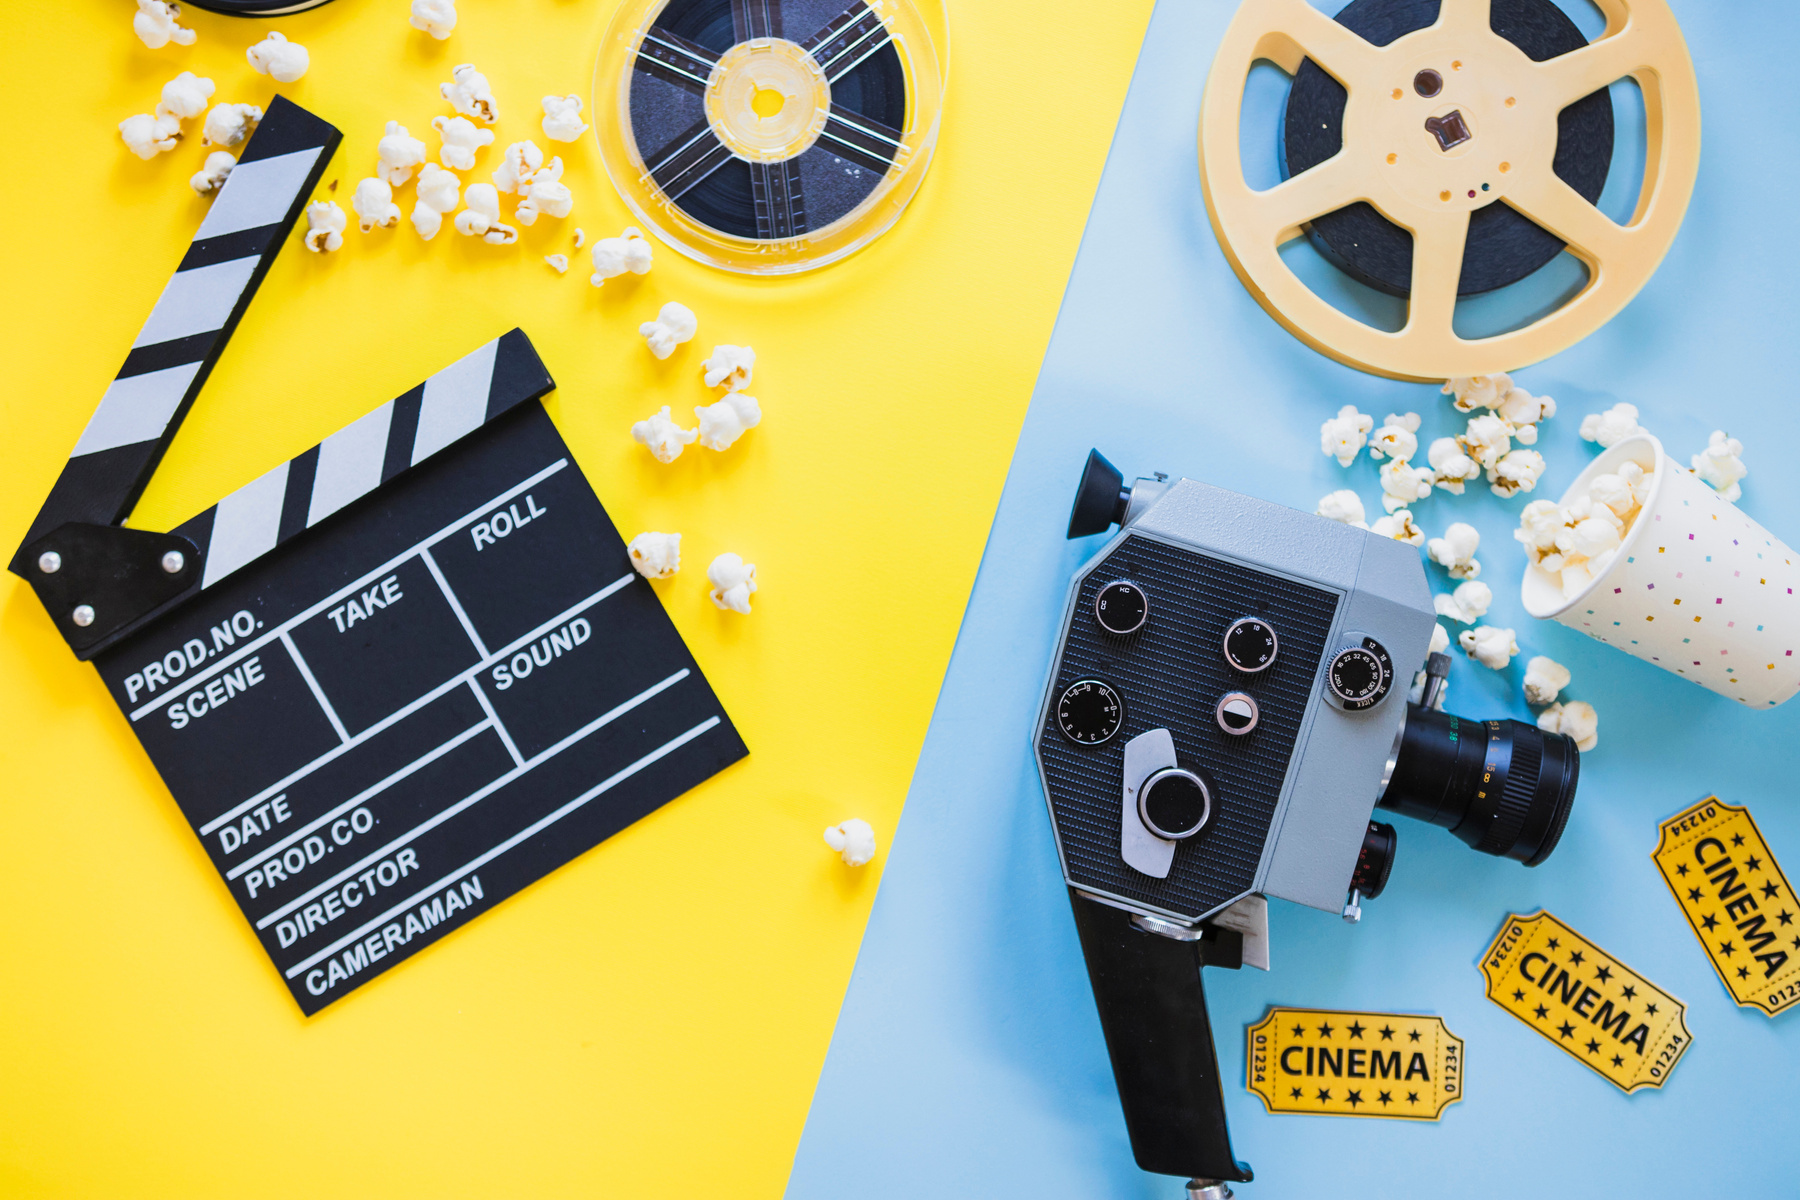 PROD.NO.
SCENE
TAKE
ROLL
SOUND
DATE
PROD.CO.
DIRECTOR
CAMERAMAN
01234
CINEMA
01234
01234
CINEMA
01234
01234
CINEMA
0123